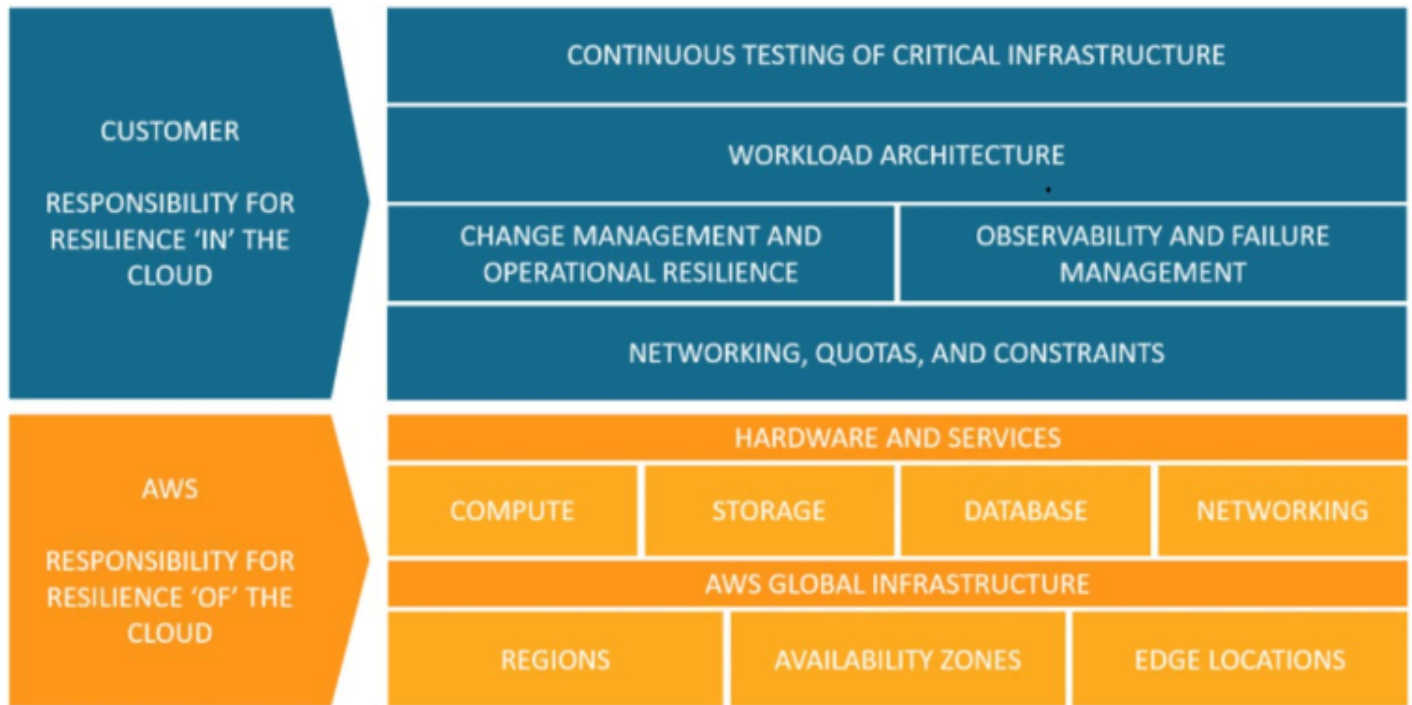 CUSTOMER
RESPONSIBILITY FOR
RESILIENCE ‘IN’ THE
CLOUD
CONTINUOUS TESTING OF CRITICAL INFRASTRUCTURE
WORKLOAD ARCHITECTURE
CHANGE MANAGEMENT AND
OPERATIONAL RESILIENCE
OBSERVABILITY AND FAILURE
MANAGEMENT
NETWORKING, QUOTAS, AND CONSTRAINTS
AWS
RESPONSIBILITY FOR
RESILIENCE ‘OF’ THE
CLOUD
HARDWARE AND SERVICES
COMPUTE
STORAGE
DATABASE
NETWORKING
AWS GLOBAL INFRASTRUCTURE
REGIONS
AVAILABILITY ZONES
EDGE LOCATIONS